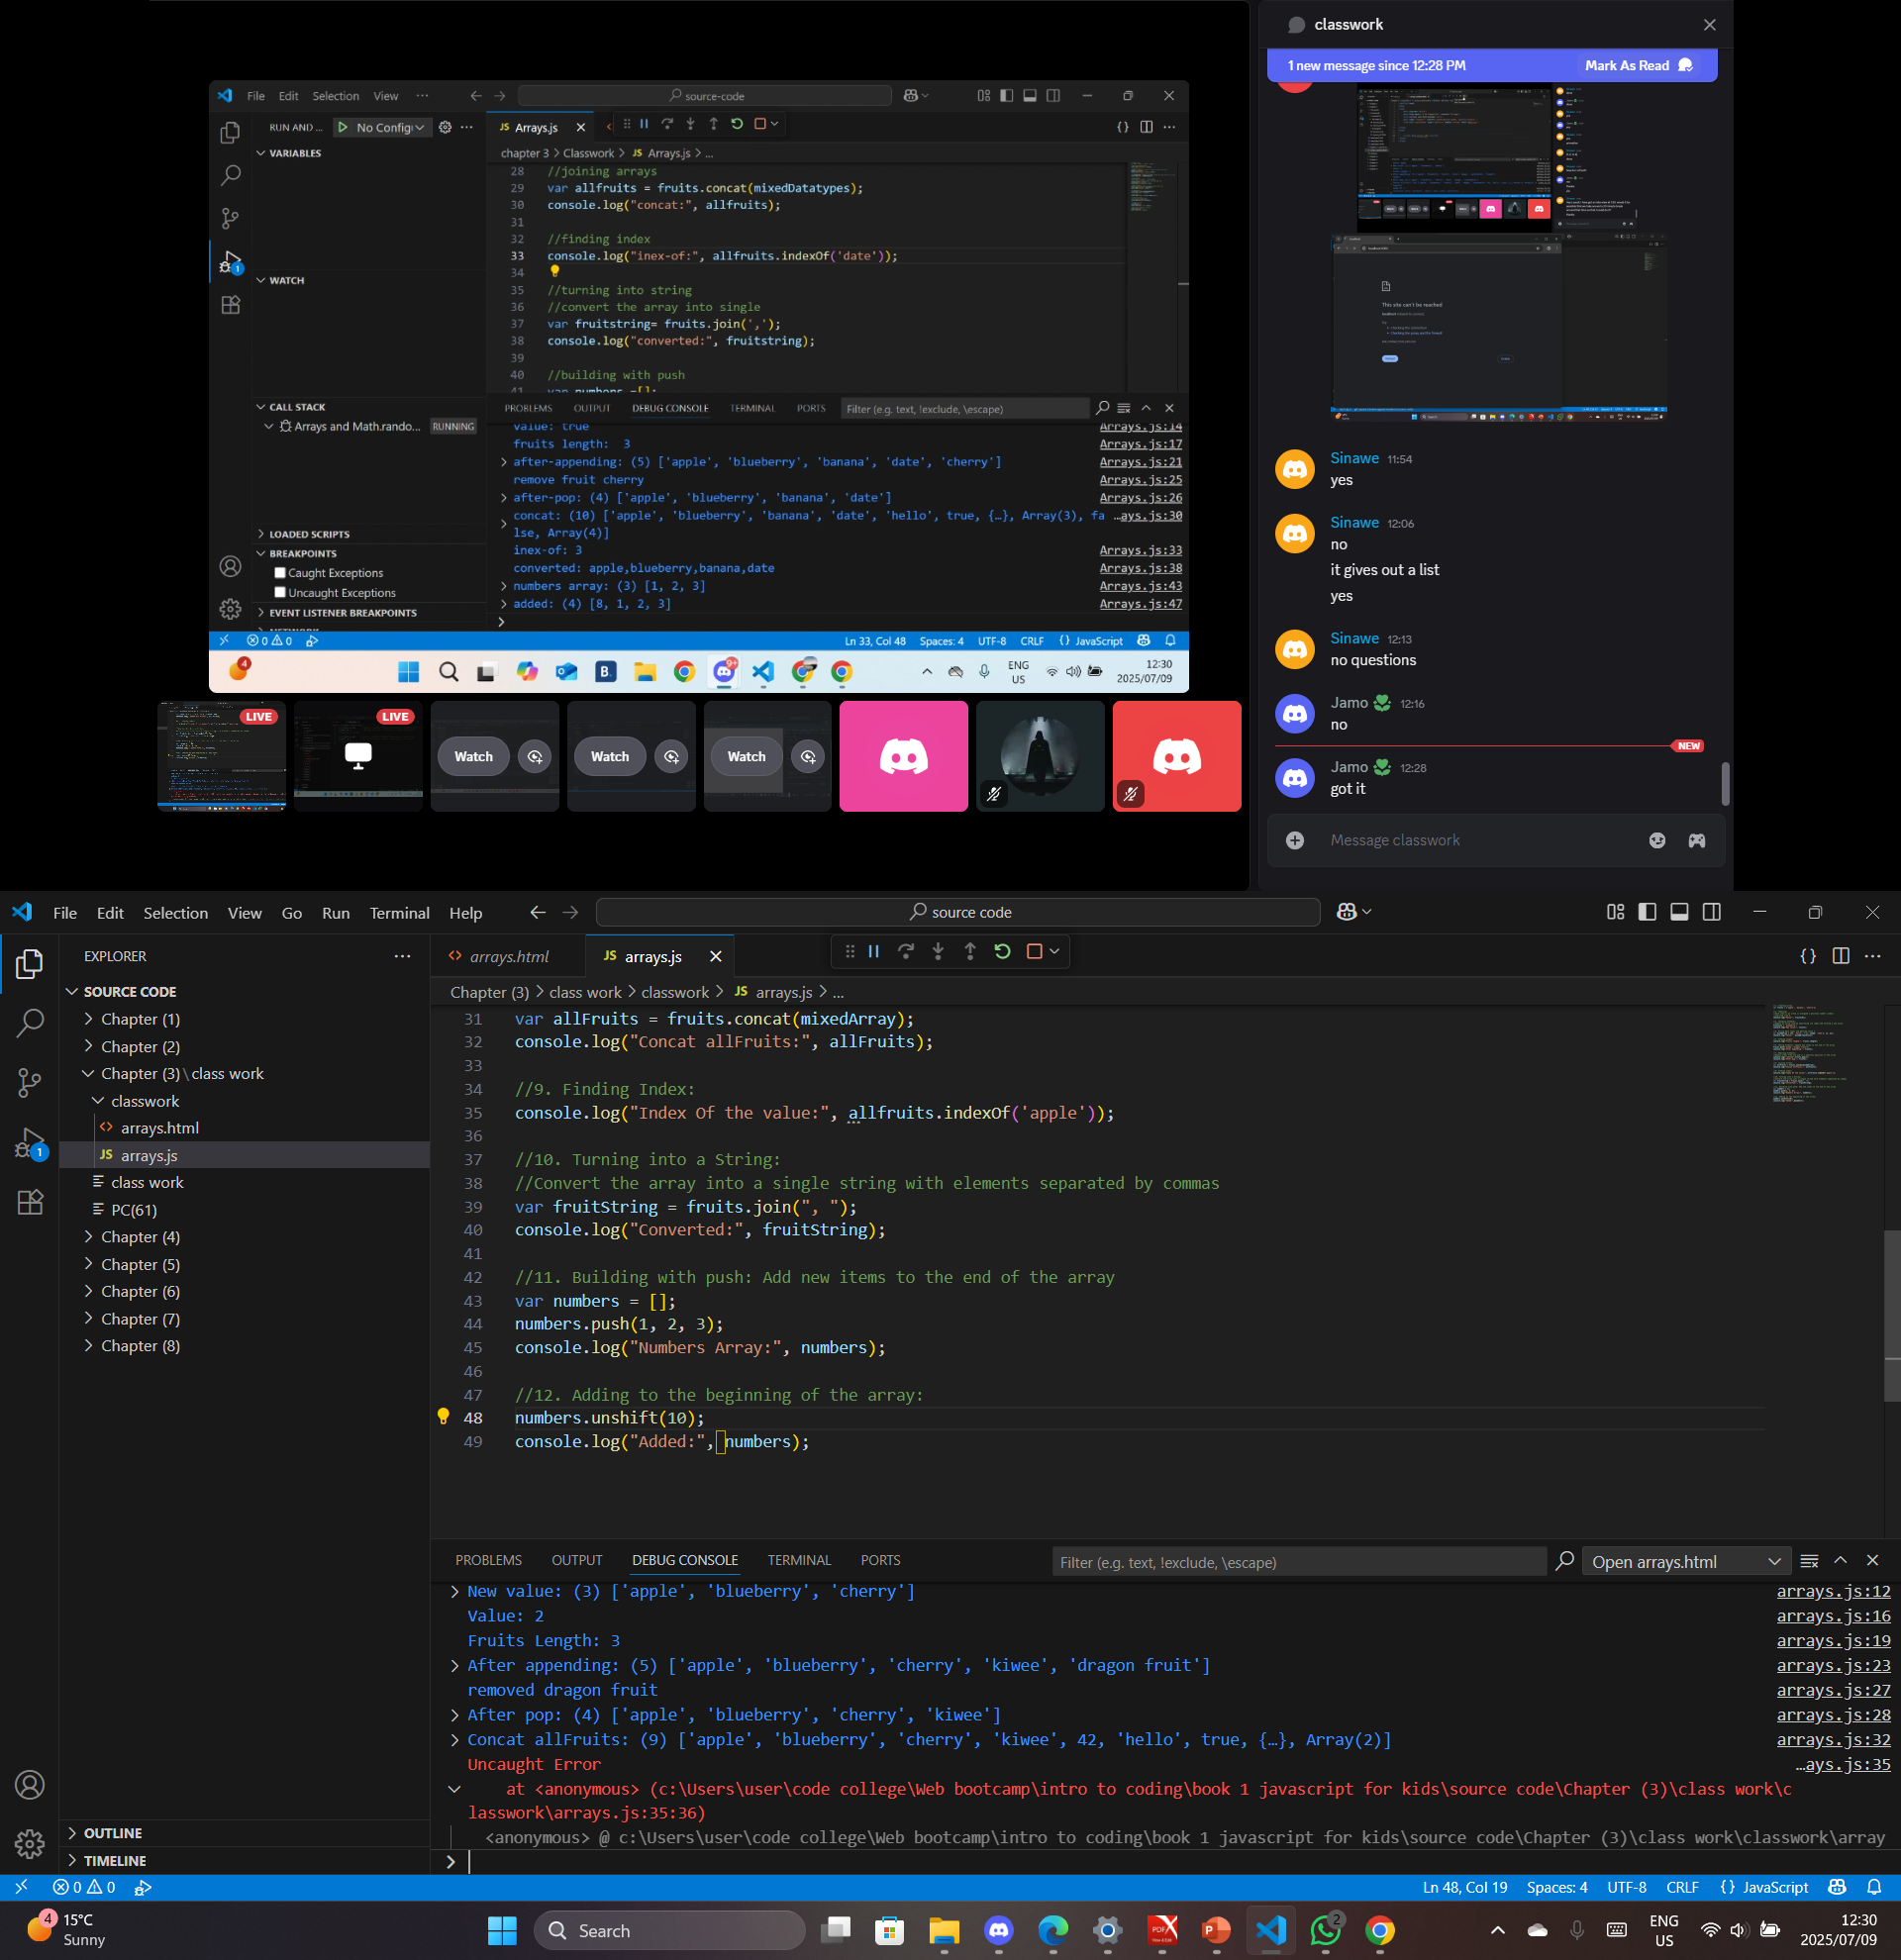 File Edit Selection View ··· source-code
RUN AND ... No Config
VARIABLES
WATCH
CALL STACK
Arrays and Math.rando... RUNNING
LOADED SCRIPTS
BREAKPOINTS
Caught Exceptions
Uncaught Exceptions
EVENT LISTENER BREAKPOINTS
JS Arrays.js
chapter 3 > Classwork > JS Arrays.js > ...
28 //joining arrays
29 var allfruits = fruits.concat(mixedDatatypes);
30 console.log("concat:", allfruits);
31
32 //finding index
33 console.log("inex-of:", allfruits.indexOf('date'));
34
35 //turning into string
36 //convert the array into single
37 var fruitstring= fruits.join(',');
38 console.log("converted:", fruitstring);
39
40 //building with push
41 var numbers =[];
PROBLEMS OUTPUT DEBUG CONSOLE TERMINAL PORTS Filter (e.g. text, !exclude, \escape)
value: true Arrays.js:14
fruits length: 3 Arrays.js:17
after-appending: (5) ['apple', 'blueberry', 'banana', 'date', 'cherry'] Arrays.js:21
remove fruit cherry Arrays.js:25
after-pop: (4) ['apple', 'blueberry', 'banana', 'date'] Arrays.js:26
concat: (10) ['apple', 'blueberry', 'banana', 'date', 'hello', true, {…}, Array(3), fa …ays.js:30
lse, Array(4)]
inex-of: 3 Arrays.js:33
converted: apple,blueberry,banana,date Arrays.js:38
numbers array: (3) [1, 2, 3] Arrays.js:43
added: (4) [8, 1, 2, 3] Arrays.js:47
0 0 Ln 33, Col 48 Spaces: 4 UTF-8 CRLF {} JavaScript
4 B. 9+ ENG US 12:30 2025/07/09
LIVE LIVE Watch Watch Watch
classwork
1 new message since 12:28 PM Mark As Read
This site can't be reached
Sinawe 11:54
yes
Sinawe 12:06
no
it gives out a list
yes
Sinawe 12:13
no questions
Jamo 12:16
no
NEW
Jamo 12:28
got it
Message classwork
File Edit Selection View Go Run Terminal Help source code
EXPLORER
SOURCE CODE
Chapter (1)
Chapter (2)
Chapter (3) \ class work
classwork
<> arrays.html
JS arrays.js
class work
PC(61)
Chapter (4)
Chapter (5)
Chapter (6)
Chapter (7)
Chapter (8)
OUTLINE
TIMELINE
1
<> arrays.html JS arrays.js
Chapter (3) > class work > classwork > JS arrays.js > ...
31 var allFruits = fruits.concat(mixedArray);
32 console.log("Concat allFruits:", allFruits);
33
34 //9. Finding Index:
35 console.log("Index Of the value:", allfruits.indexOf('apple'));
36
37 //10. Turning into a String:
38 //Convert the array into a single string with elements separated by commas
39 var fruitString = fruits.join(", ");
40 console.log("Converted:", fruitString);
41
42 //11. Building with push: Add new items to the end of the array
43 var numbers = [];
44 numbers.push(1, 2, 3);
45 console.log("Numbers Array:", numbers);
46
47 //12. Adding to the beginning of the array:
48 numbers.unshift(10);
49 console.log("Added:", numbers);
PROBLEMS OUTPUT DEBUG CONSOLE TERMINAL PORTS Filter (e.g. text, !exclude, \escape) Open arrays.html
New value: (3) ['apple', 'blueberry', 'cherry'] arrays.js:12
Value: 2 arrays.js:16
Fruits Length: 3 arrays.js:19
After appending: (5) ['apple', 'blueberry', 'cherry', 'kiwee', 'dragon fruit'] arrays.js:23
removed dragon fruit arrays.js:27
After pop: (4) ['apple', 'blueberry', 'cherry', 'kiwee'] arrays.js:28
Concat allFruits: (9) ['apple', 'blueberry', 'cherry', 'kiwee', 42, 'hello', true, {…}, Array(2)] arrays.js:32
Uncaught Error …ays.js:35
at <anonymous> (c:\Users\user\code college\Web bootcamp\intro to coding\book 1 javascript for kids\source code\Chapter (3)\class work\c
lasswork\arrays.js:35:36)
<anonymous> @ c:\Users\user\code college\Web bootcamp\intro to coding\book 1 javascript for kids\source code\Chapter (3)\class work\classwork\array
0 0 Ln 48, Col 19 Spaces: 4 UTF-8 CRLF {} JavaScript
4 15°C Sunny Search 2 ENG US 12:30 2025/07/09